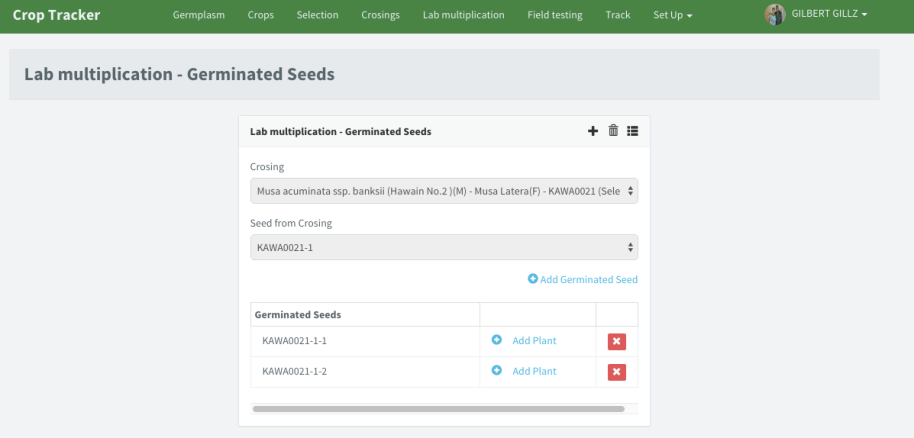 Crop Tracker Germplasm Crops Selection Crosings Lab multiplication Field testing Track Set Up GILBERT GILLZ
Lab multiplication - Germinated Seeds
Lab multiplication - Germinated Seeds
Crosing
Musa acuminata ssp. banksii (Hawain No.2 )(M) - Musa Latera(F) - KAWA0021 (Sele
Seed from Crosing
KAWA0021-1
Add Germinated Seed
Germinated Seeds
KAWA0021-1-1 Add Plant
KAWA0021-1-2 Add Plant